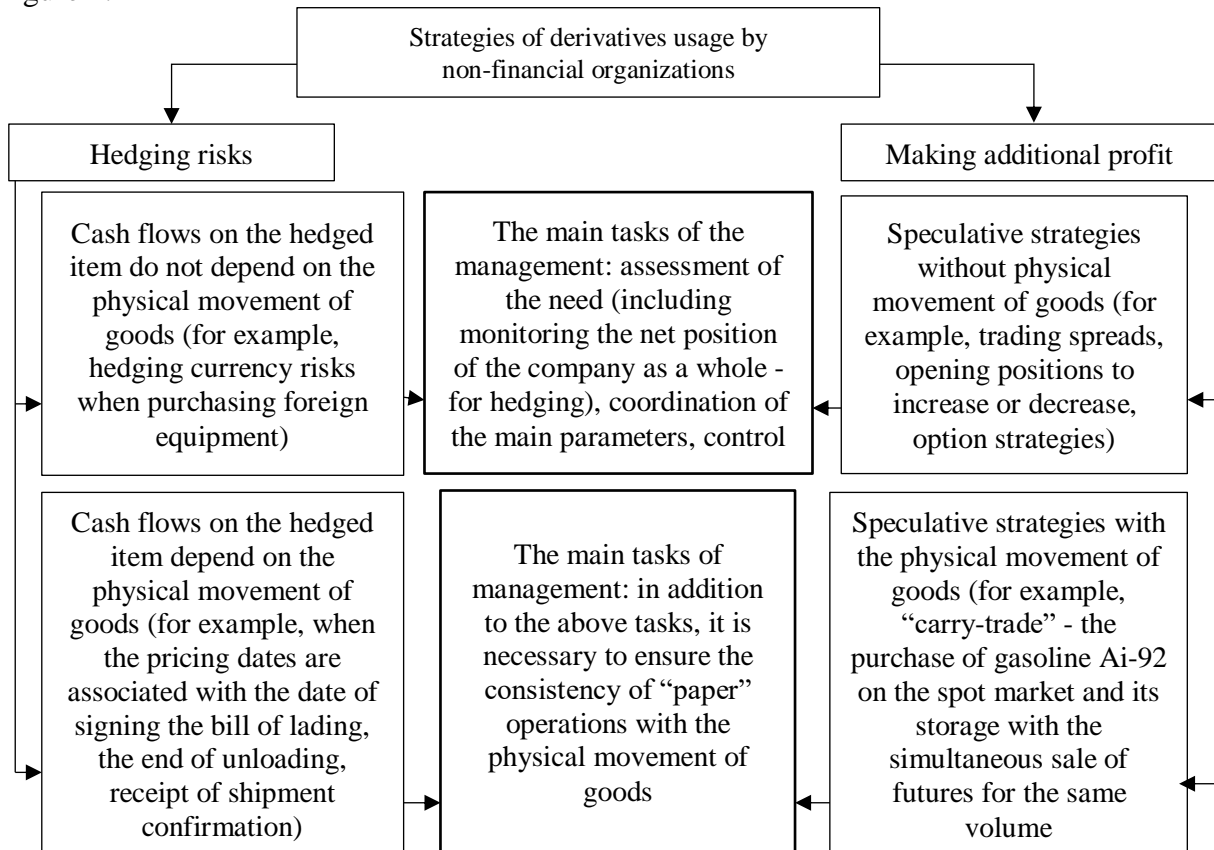 Strategies of derivatives usage by
non-financial organizations
Hedging risks
Making additional profit
Cash flows on the hedged
item do not depend on the
physical movement of
goods (for example,
hedging currency risks
when purchasing foreign
equipment)
The main tasks of the
management: assessment of
the need (including
monitoring the net position
of the company as a whole -
for hedging), coordination of
the main parameters, control
Speculative strategies
without physical
movement of goods (for
example, trading spreads,
opening positions to
increase or decrease,
option strategies)
Cash flows on the hedged
item depend on the
physical movement of
goods (for example, when
the pricing dates are
associated with the date of
signing the bill of lading,
the end of unloading,
receipt of shipment
confirmation)
The main tasks of
management: in addition
to the above tasks, it is
necessary to ensure the
consistency of “paper”
operations with the
physical movement of
goods
Speculative strategies with
the physical movement of
goods (for example,
“carry-trade” - the
purchase of gasoline Ai-92
on the spot market and its
storage with the
simultaneous sale of
futures for the same
volume